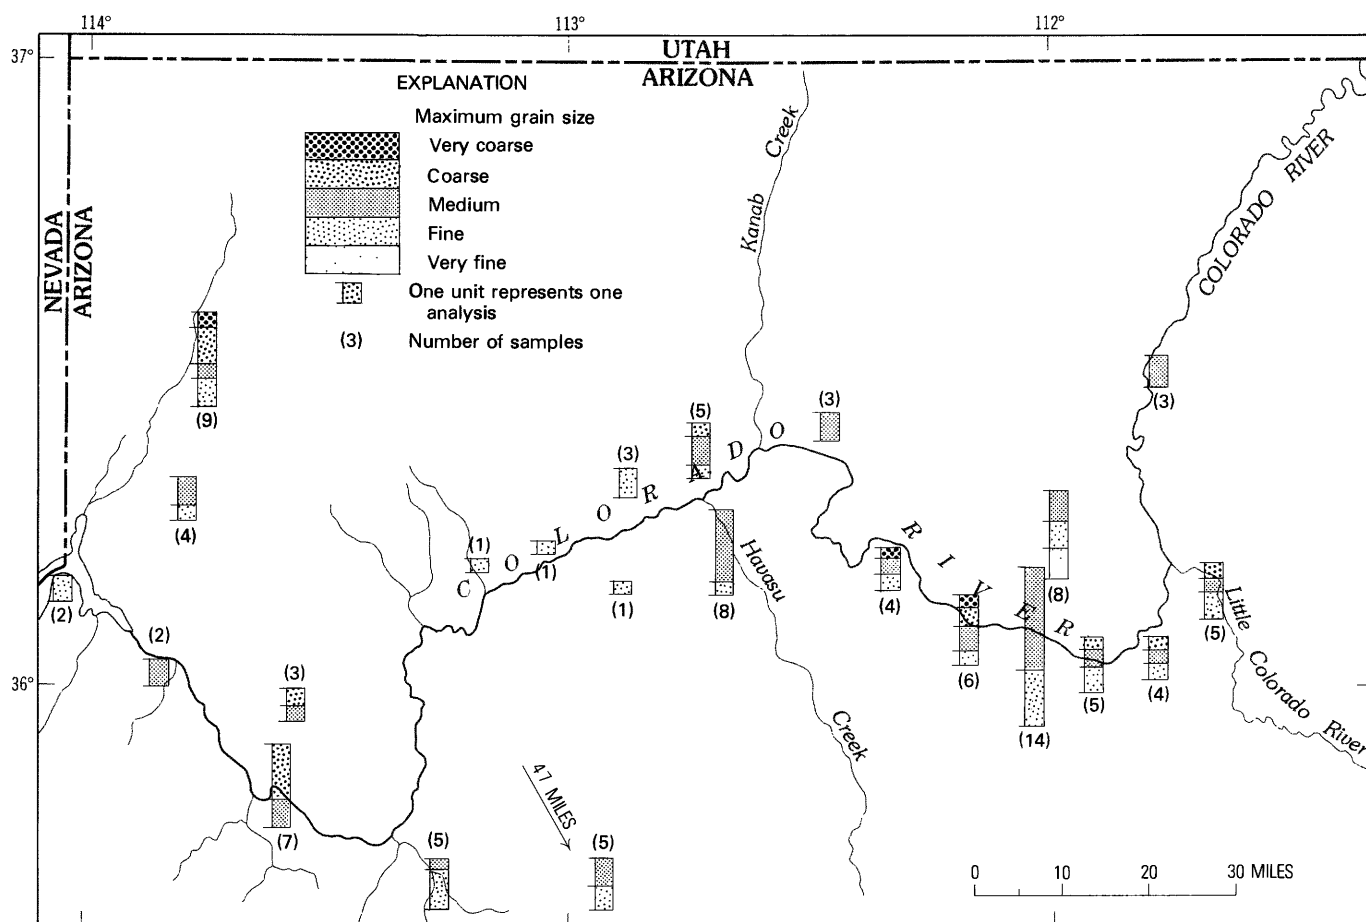 114°
113°
112°
37°
UTAH
ARIZONA
NEVADA
ARIZONA
EXPLANATION
Maximum grain size
Very coarse
Coarse
Medium
Fine
Very fine
One unit represents one
analysis
(3) Number of samples
Kanab Creek
COLORADO RIVER
(9)
(4)
(2)
(2)
(3)
(7)
(5)
(1)
(1)
(3)
(1)
(5)
(8)
(3)
(4)
(6)
(14)
(8)
(5)
(4)
(5)
(3)
(5)
COLORADO RIVER
Havasu Creek
Little Colorado River
36°
47 MILES
0 10 20 30 MILES